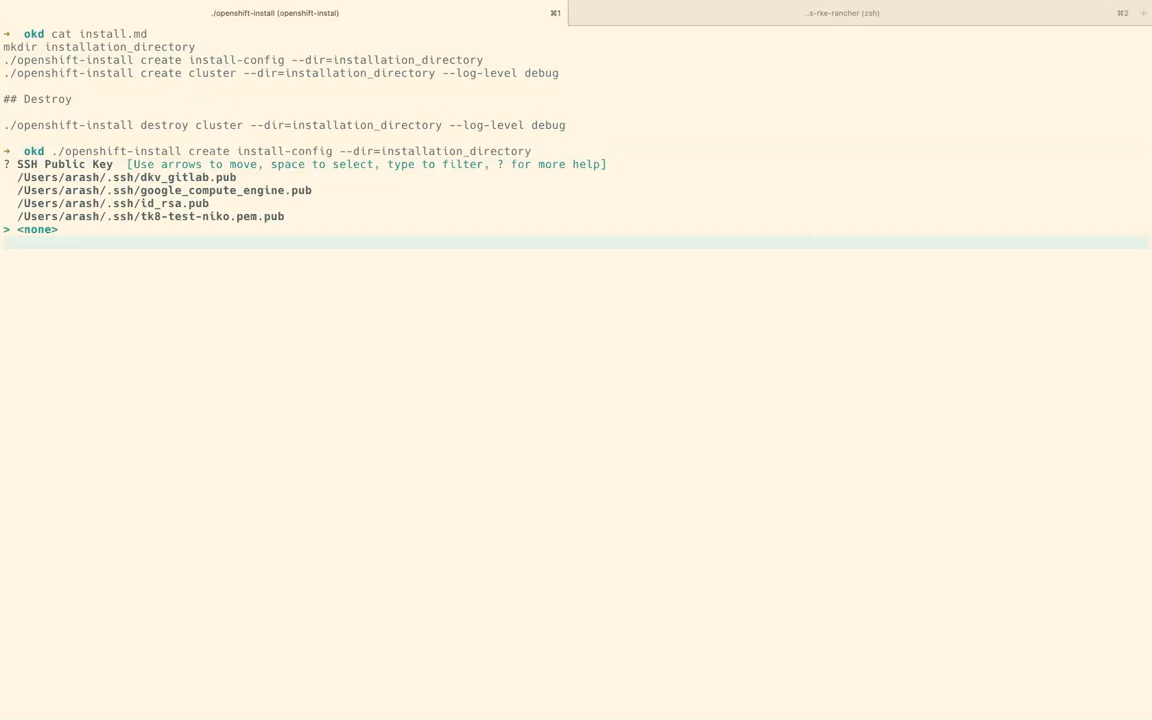 ./openshift-install (openshift-instal) ⌘1 ..s-rke-rancher (zsh) ⌘2 +
➜ okd cat install.md
mkdir installation_directory
./openshift-install create install-config --dir=installation_directory
./openshift-install create cluster --dir=installation_directory --log-level debug
## Destroy
./openshift-install destroy cluster --dir=installation_directory --log-level debug
➜ okd ./openshift-install create install-config --dir=installation_directory
? SSH Public Key [Use arrows to move, space to select, type to filter, ? for more help]
/Users/arash/.ssh/dkv_gitlab.pub
/Users/arash/.ssh/google_compute_engine.pub
/Users/arash/.ssh/id_rsa.pub
/Users/arash/.ssh/tk8-test-niko.pem.pub
> <none>